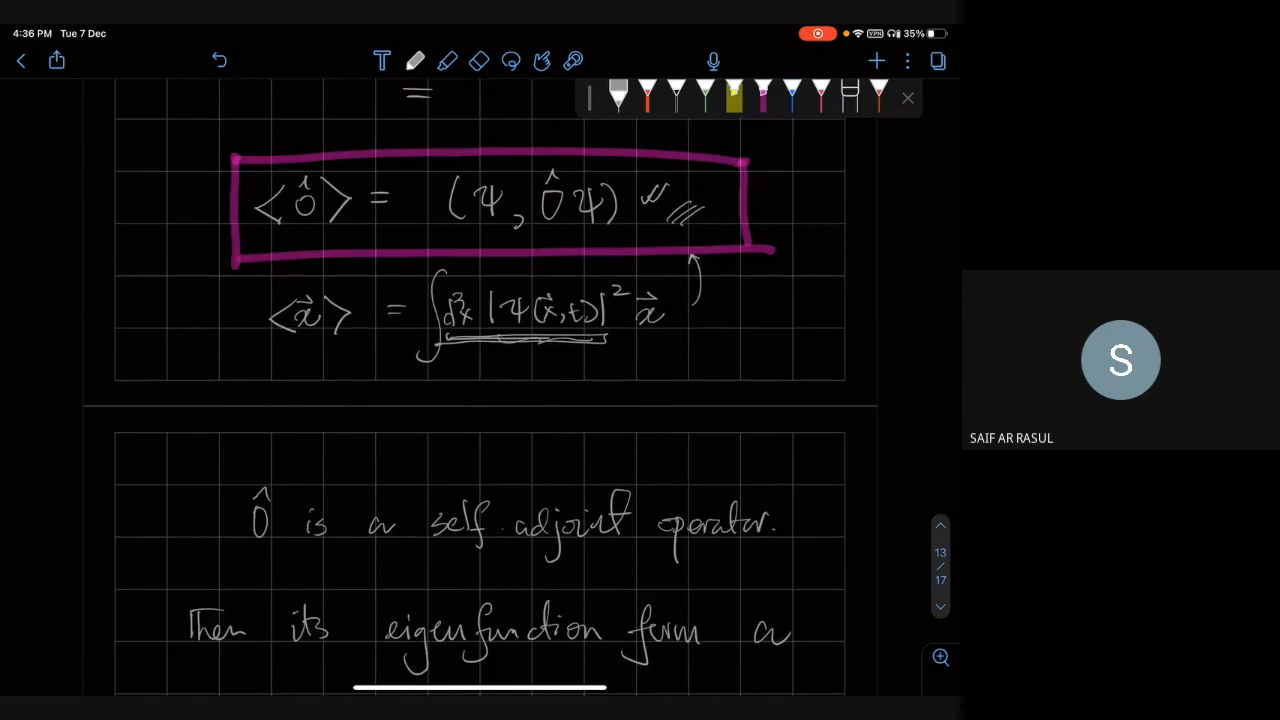 4:36 PM Tue 7 Dec
VPN 35%
T
=
⟨Ô⟩ = (Ψ, ÔΨ)
⟨x⃗⟩ = ∫d³x |Ψ(x⃗,t)|² x⃗
S
SAIF AR RASUL
Ô is a self adjoint operator.
13
/
17
Then its eigenfunction form a